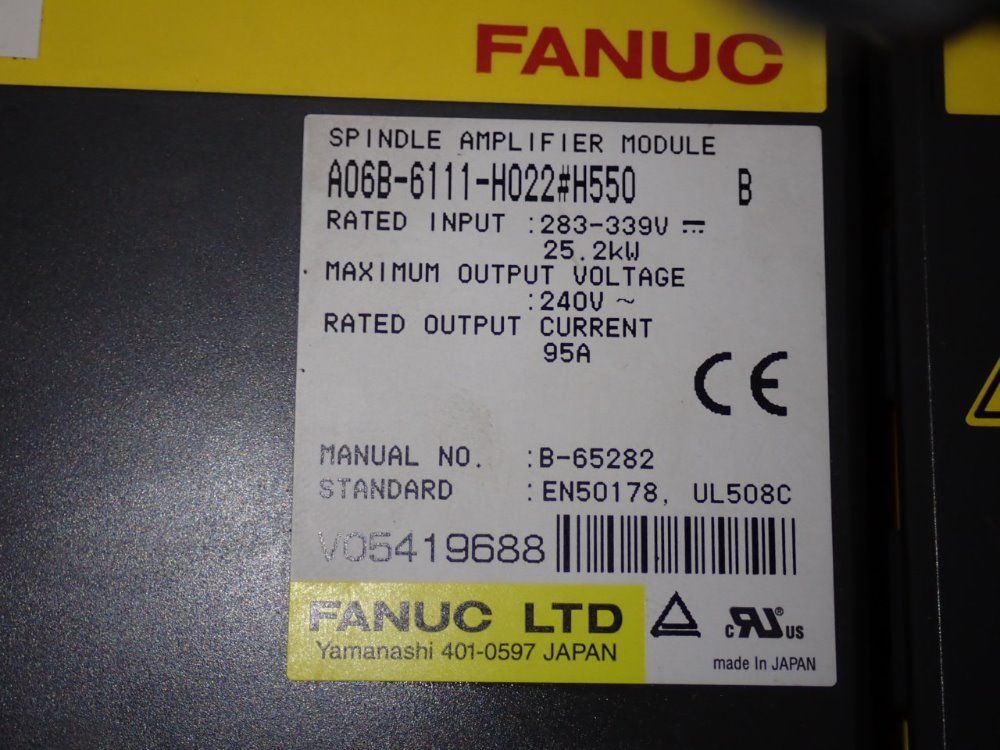 FANUC
SPINDLE AMPLIFIER MODULE
A06B-6111-H022#H550 B
RATED INPUT :283-339V ⎓
25.2kW
MAXIMUM OUTPUT VOLTAGE
:240V ~
RATED OUTPUT CURRENT
95A
CE
MANUAL NO. :B-65282
STANDARD :EN50178, UL508C
V05419688
FANUC LTD
Yamanashi 401-0597 JAPAN
c RU ® US
made In JAPAN